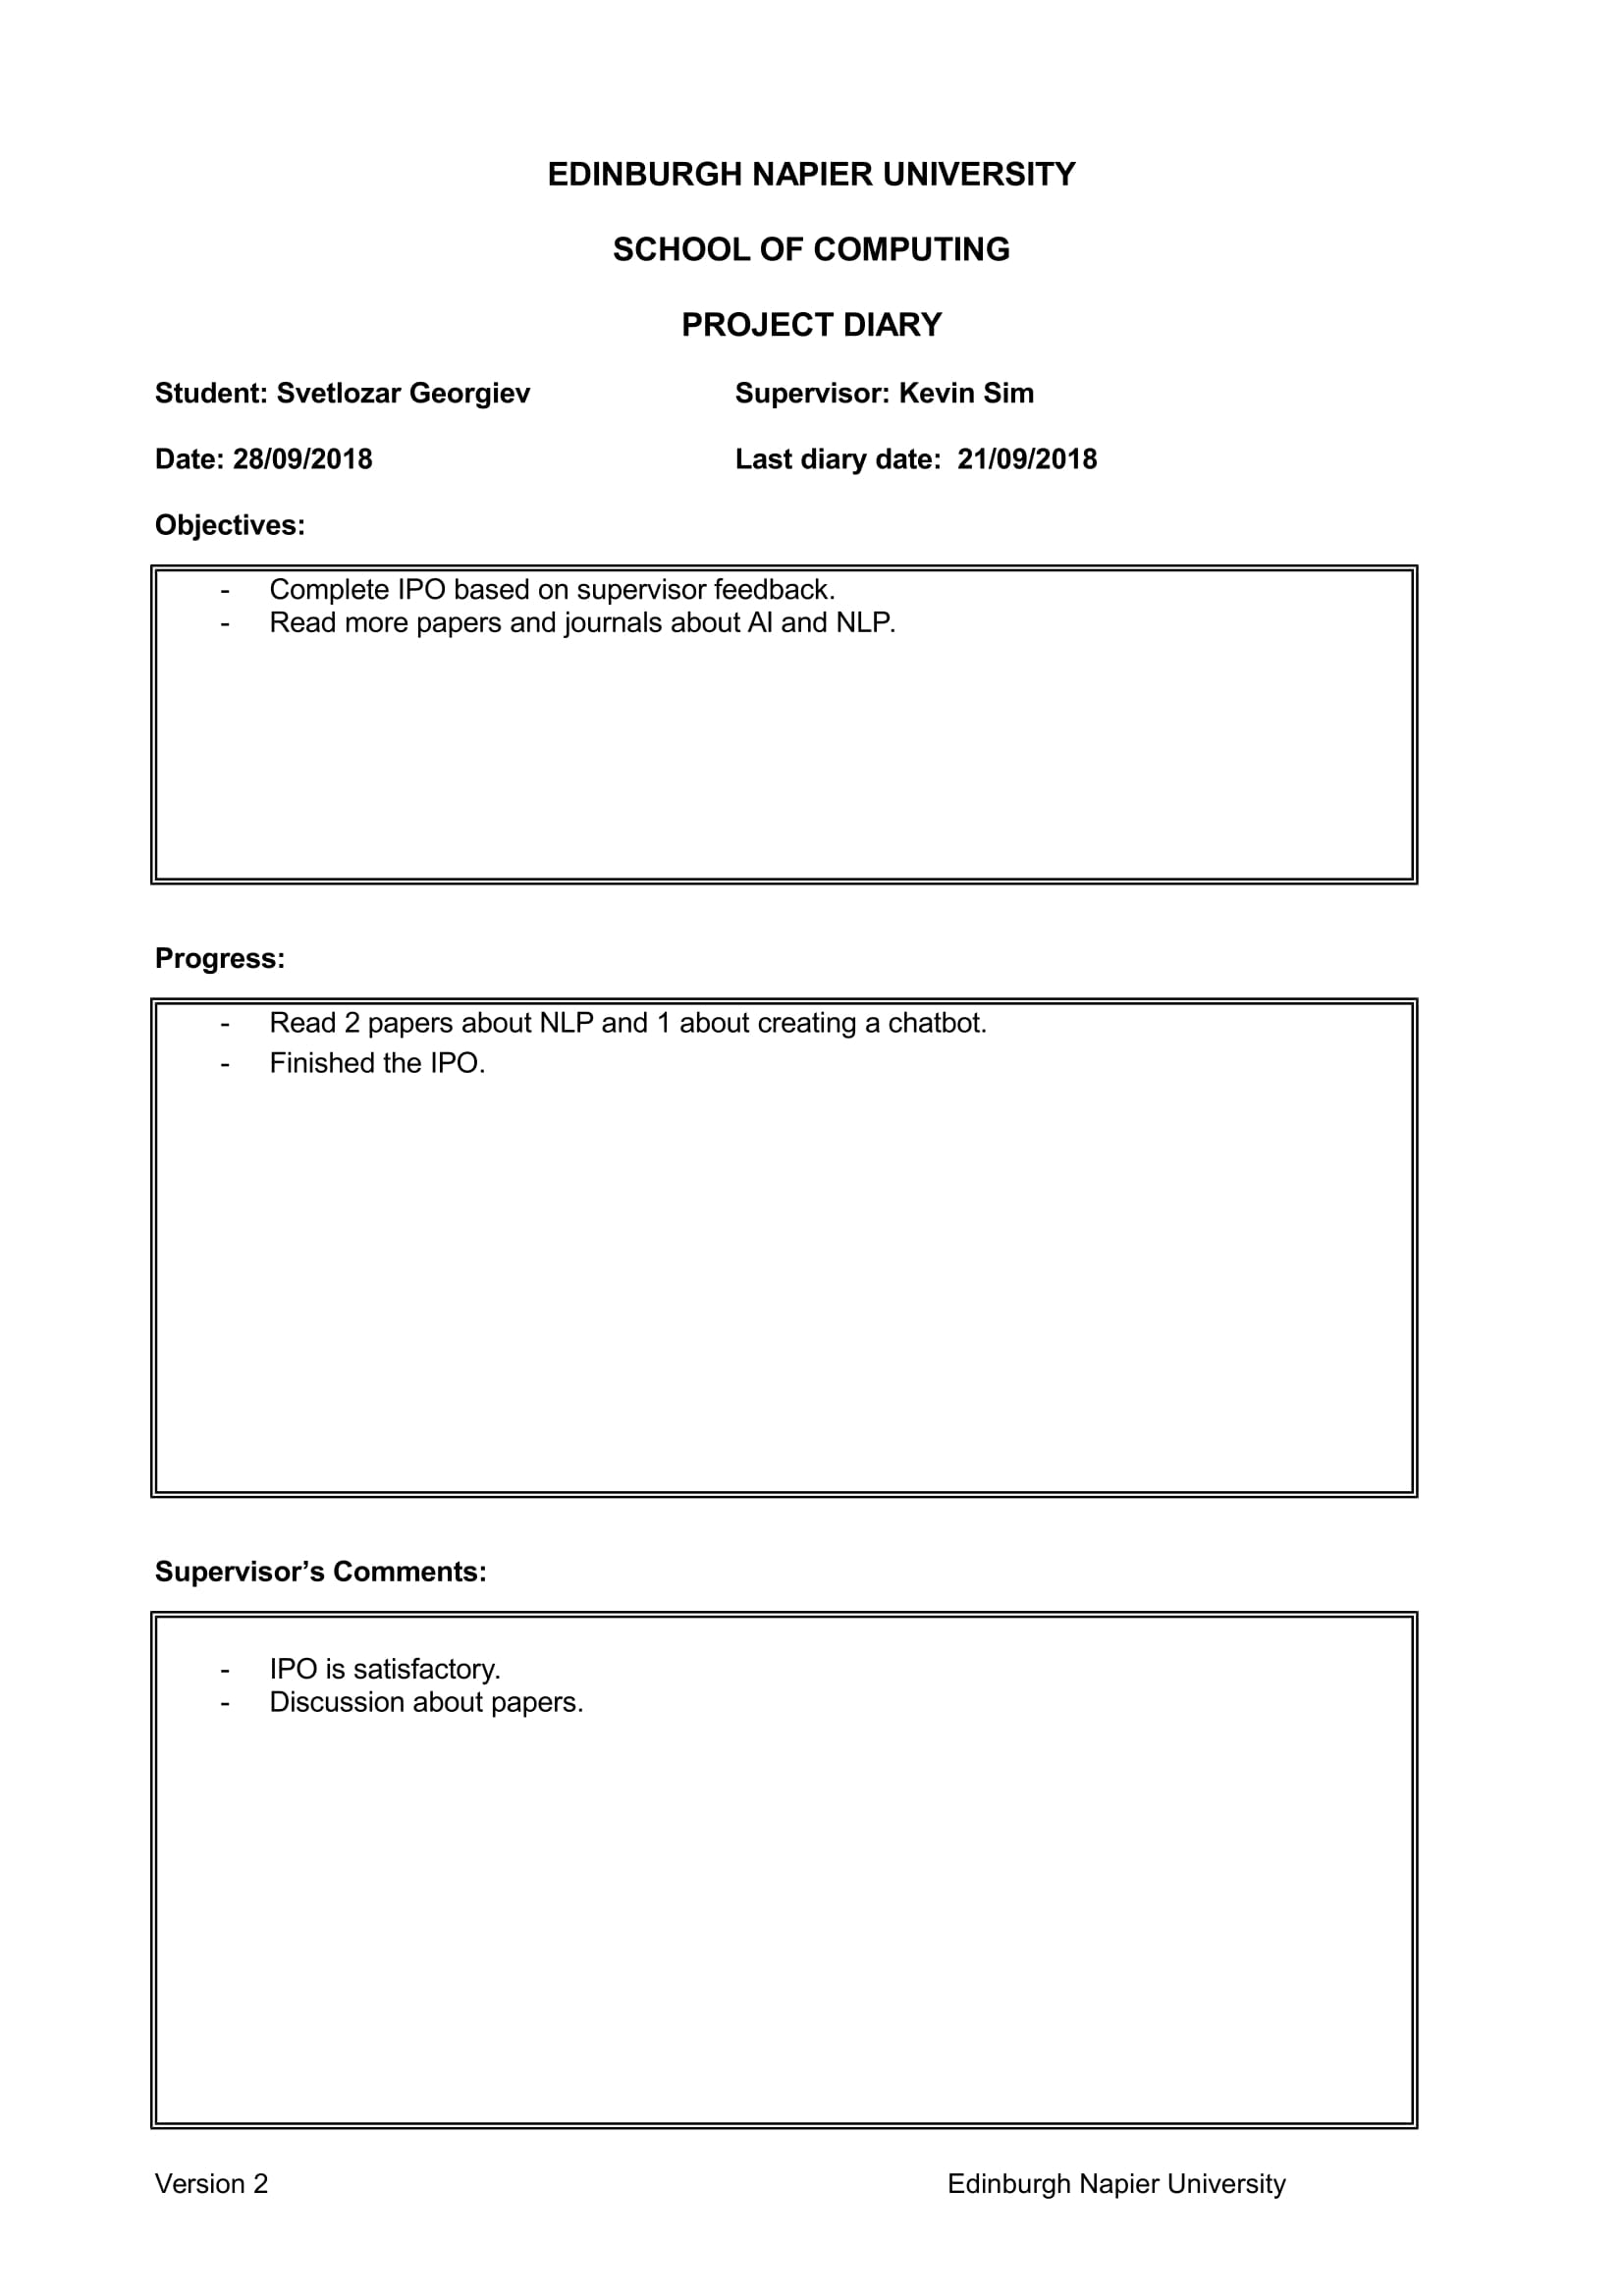 EDINBURGH NAPIER UNIVERSITY
SCHOOL OF COMPUTING
PROJECT DIARY
Student: Svetlozar Georgiev Supervisor: Kevin Sim
Date: 28/09/2018 Last diary date: 21/09/2018
Objectives:
- Complete IPO based on supervisor feedback.
- Read more papers and journals about AI and NLP.
Progress:
- Read 2 papers about NLP and 1 about creating a chatbot.
- Finished the IPO.
Supervisor’s Comments:
- IPO is satisfactory.
- Discussion about papers.
Version 2 Edinburgh Napier University